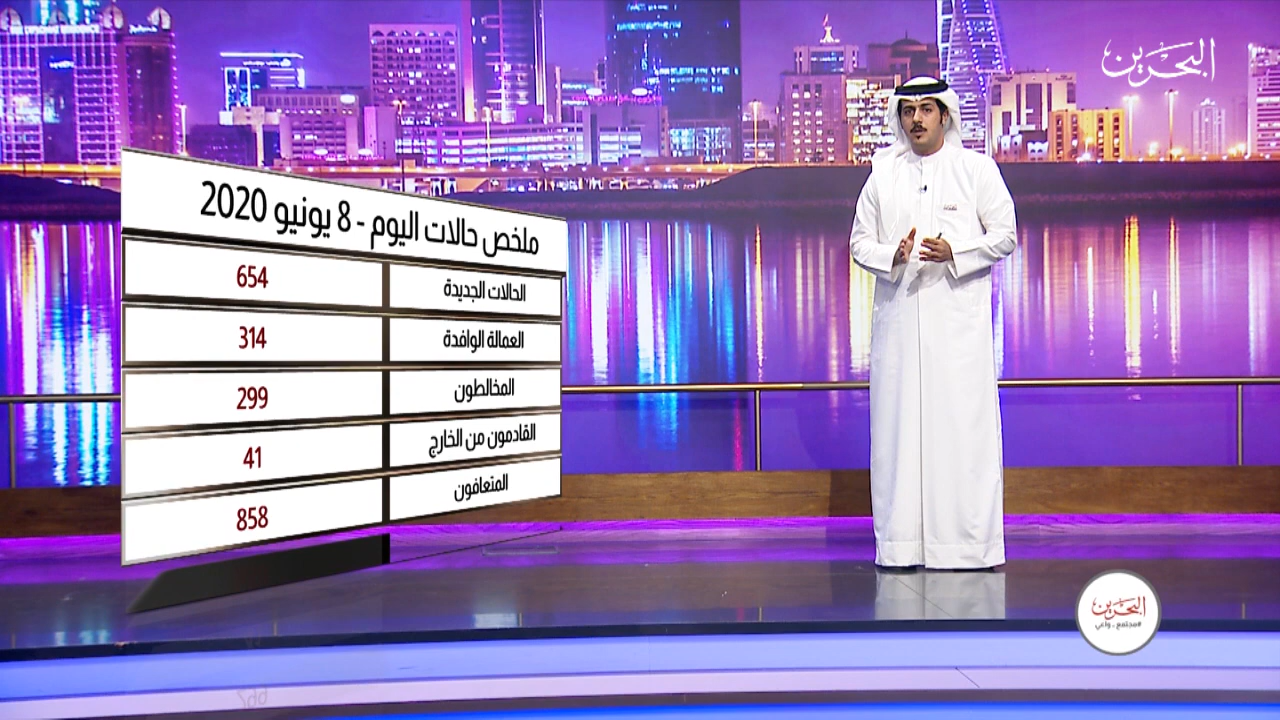 البحرين
ملخص حالات اليوم - 8 يونيو 2020
الحالات الجديدة 654
العمالة الوافدة 314
المخالطون 299
القادمون من الخارج 41
المتعافون 858
البحرين
#مجتمع_واعي